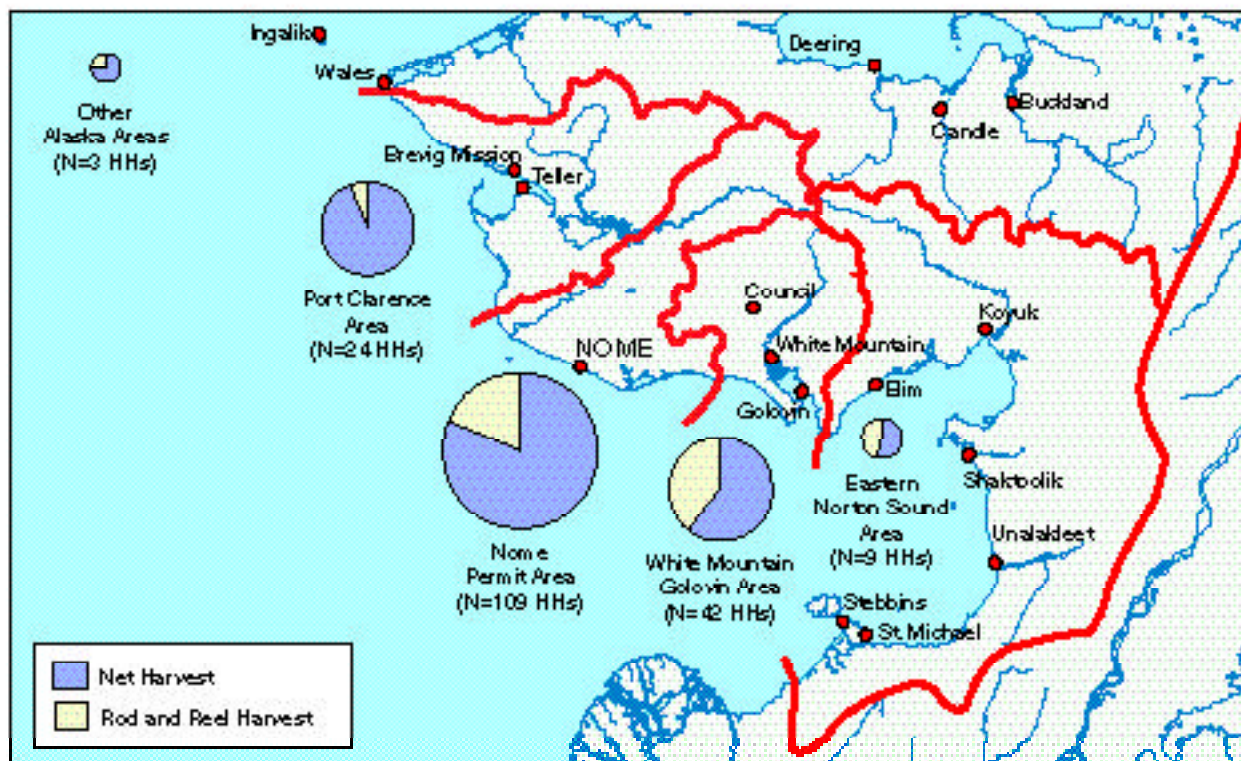 Ingalik
Wales
Other
Alaska Areas
(N=3 HHs)
Deering
Candle
Buckland
Brevig Mission
Teller
Port Clarence
Area
(N=24 HHs)
Council
Koyuk
NOME
White Mountain
Golovin
Elim
Shaktoolik
Nome
Permit Area
(N=109 HHs)
White Mountain
Golovin Area
(N=42 HHs)
Eastern
Norton Sound
Area
(N=9 HHs)
Unalakleet
Stebbins
St. Michael
Net Harvest
Rod and Reel Harvest